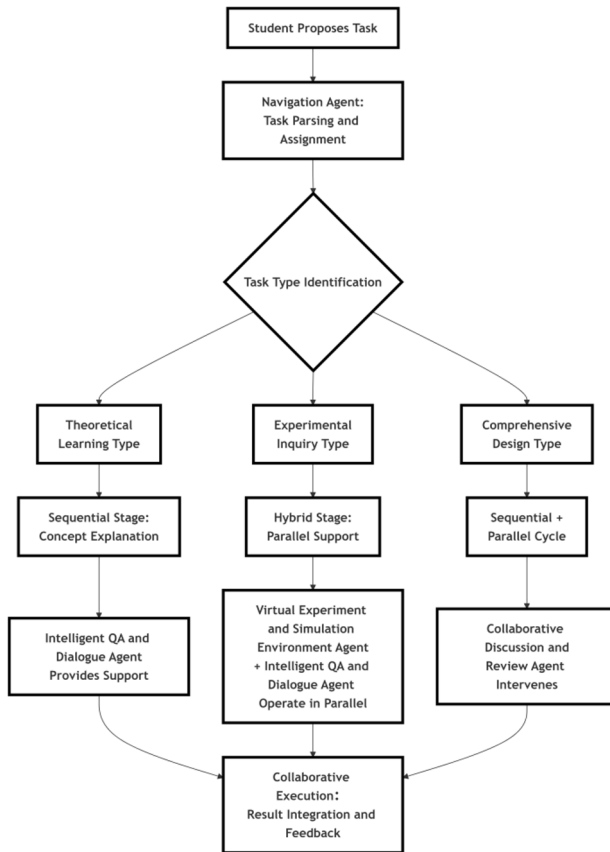 Student Proposes Task
Navigation Agent:
Task Parsing and
Assignment
Task Type Identification
Theoretical
Learning Type
Experimental
Inquiry Type
Comprehensive
Design Type
Sequential Stage:
Concept Explanation
Hybrid Stage:
Parallel Support
Sequential +
Parallel Cycle
Intelligent QA and
Dialogue Agent
Provides Support
Virtual Experiment
and Simulation
Environment Agent
+ Intelligent QA and
Dialogue Agent
Operate in Parallel
Collaborative
Discussion and
Review Agent
Intervenes
Collaborative
Execution:
Result Integration and
Feedback